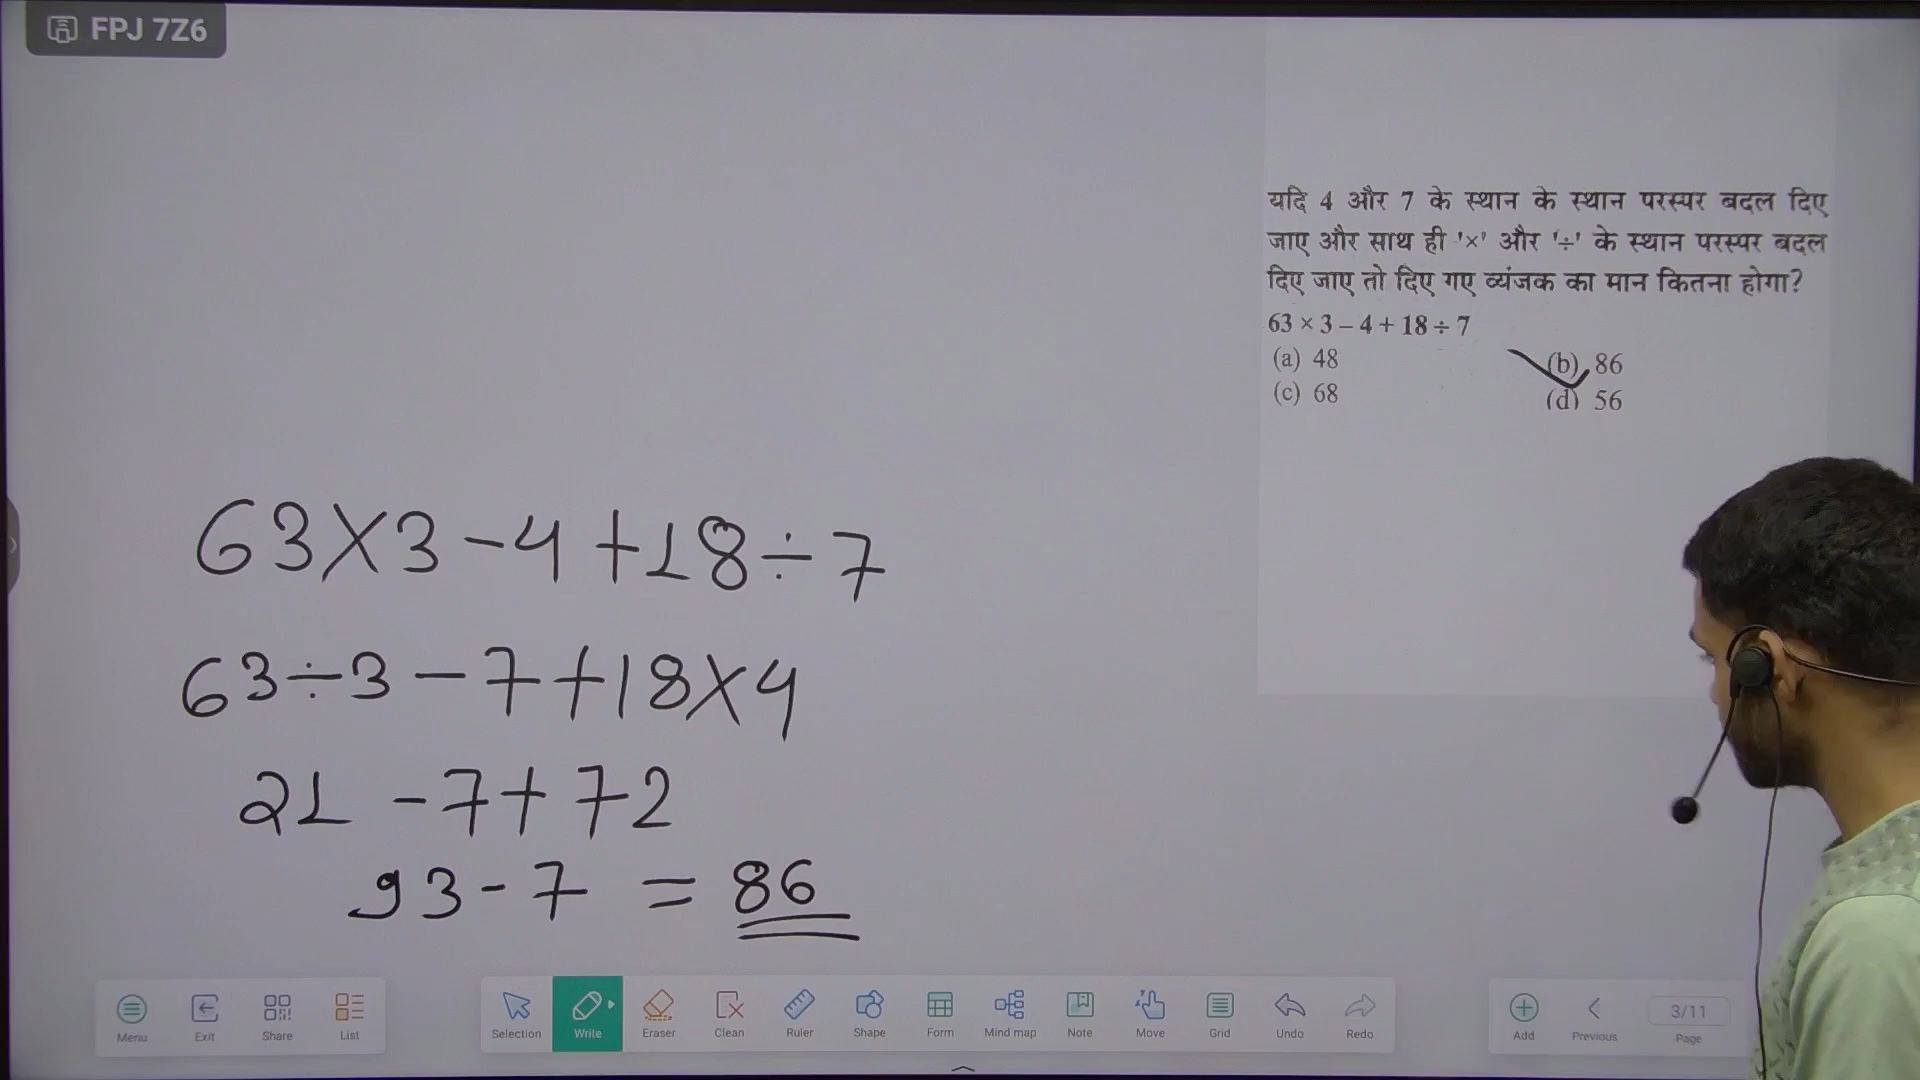 FPJ 7Z6
यदि 4 और 7 के स्थान के स्थान परस्पर बदल दिए
जाए और साथ ही '×' और '÷' के स्थान परस्पर बदल
दिए जाए तो दिए गए व्यंजक का मान कितना होगा?
63 × 3 – 4 + 18 ÷ 7
(a) 48 (b) 86
(c) 68 (d) 56
63×3-4+18÷7
63÷3-7+18×4
21 -7+72
93-7 = 86
Menu Exit Share List Selection Write Eraser Clean Ruler Shape Form Mind map Note Move Grid Undo Redo Add Previous 3/11 Page